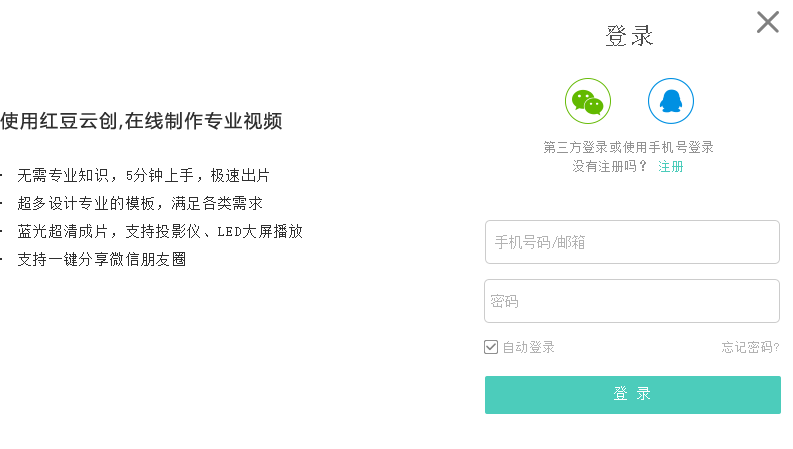 使用红豆云创,在线制作专业视频
无需专业知识，5分钟上手，极速出片
超多设计专业的模板，满足各类需求
蓝光超清成片，支持投影仪、LED大屏播放
支持一键分享微信朋友圈
登录
第三方登录或使用手机号登录
没有注册吗？ 注册
手机号码/邮箱
密码
自动登录 忘记密码?
登 录